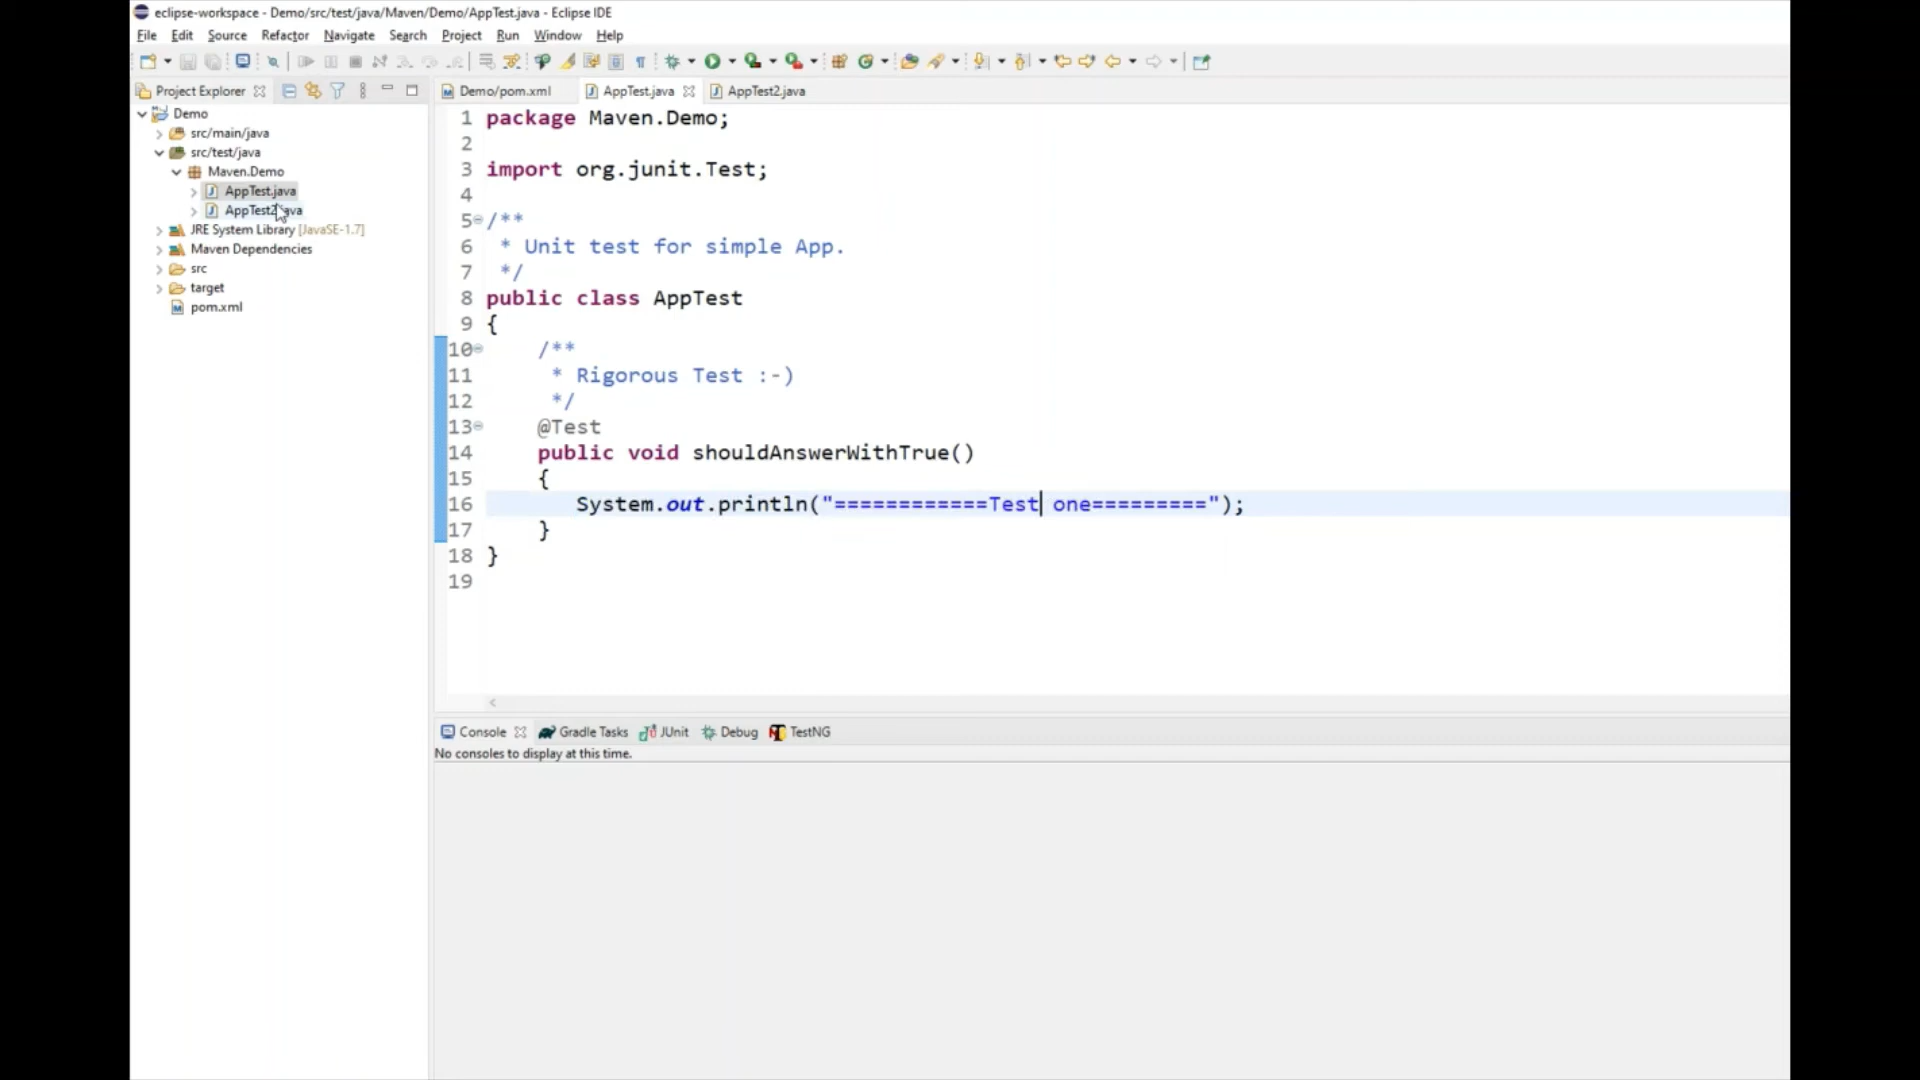 eclipse-workspace - Demo/src/test/java/Maven/Demo/AppTest.java - Eclipse IDE
File Edit Source Refactor Navigate Search Project Run Window Help
Project Explorer
Demo/pom.xml AppTest.java AppTest2.java
Demo
src/main/java
src/test/java
Maven.Demo
AppTest.java
AppTest2.java
JRE System Library [JavaSE-1.7]
Maven Dependencies
src
target
pom.xml
1 package Maven.Demo;
2
3 import org.junit.Test;
4
5 /**
6 * Unit test for simple App.
7 */
8 public class AppTest
9 {
10 /**
11 * Rigorous Test :-)
12 */
13 @Test
14 public void shouldAnswerWithTrue()
15 {
16 System.out.println("============Test one=========");
17 }
18 }
19
Console Gradle Tasks JUnit Debug TestNG
No consoles to display at this time.